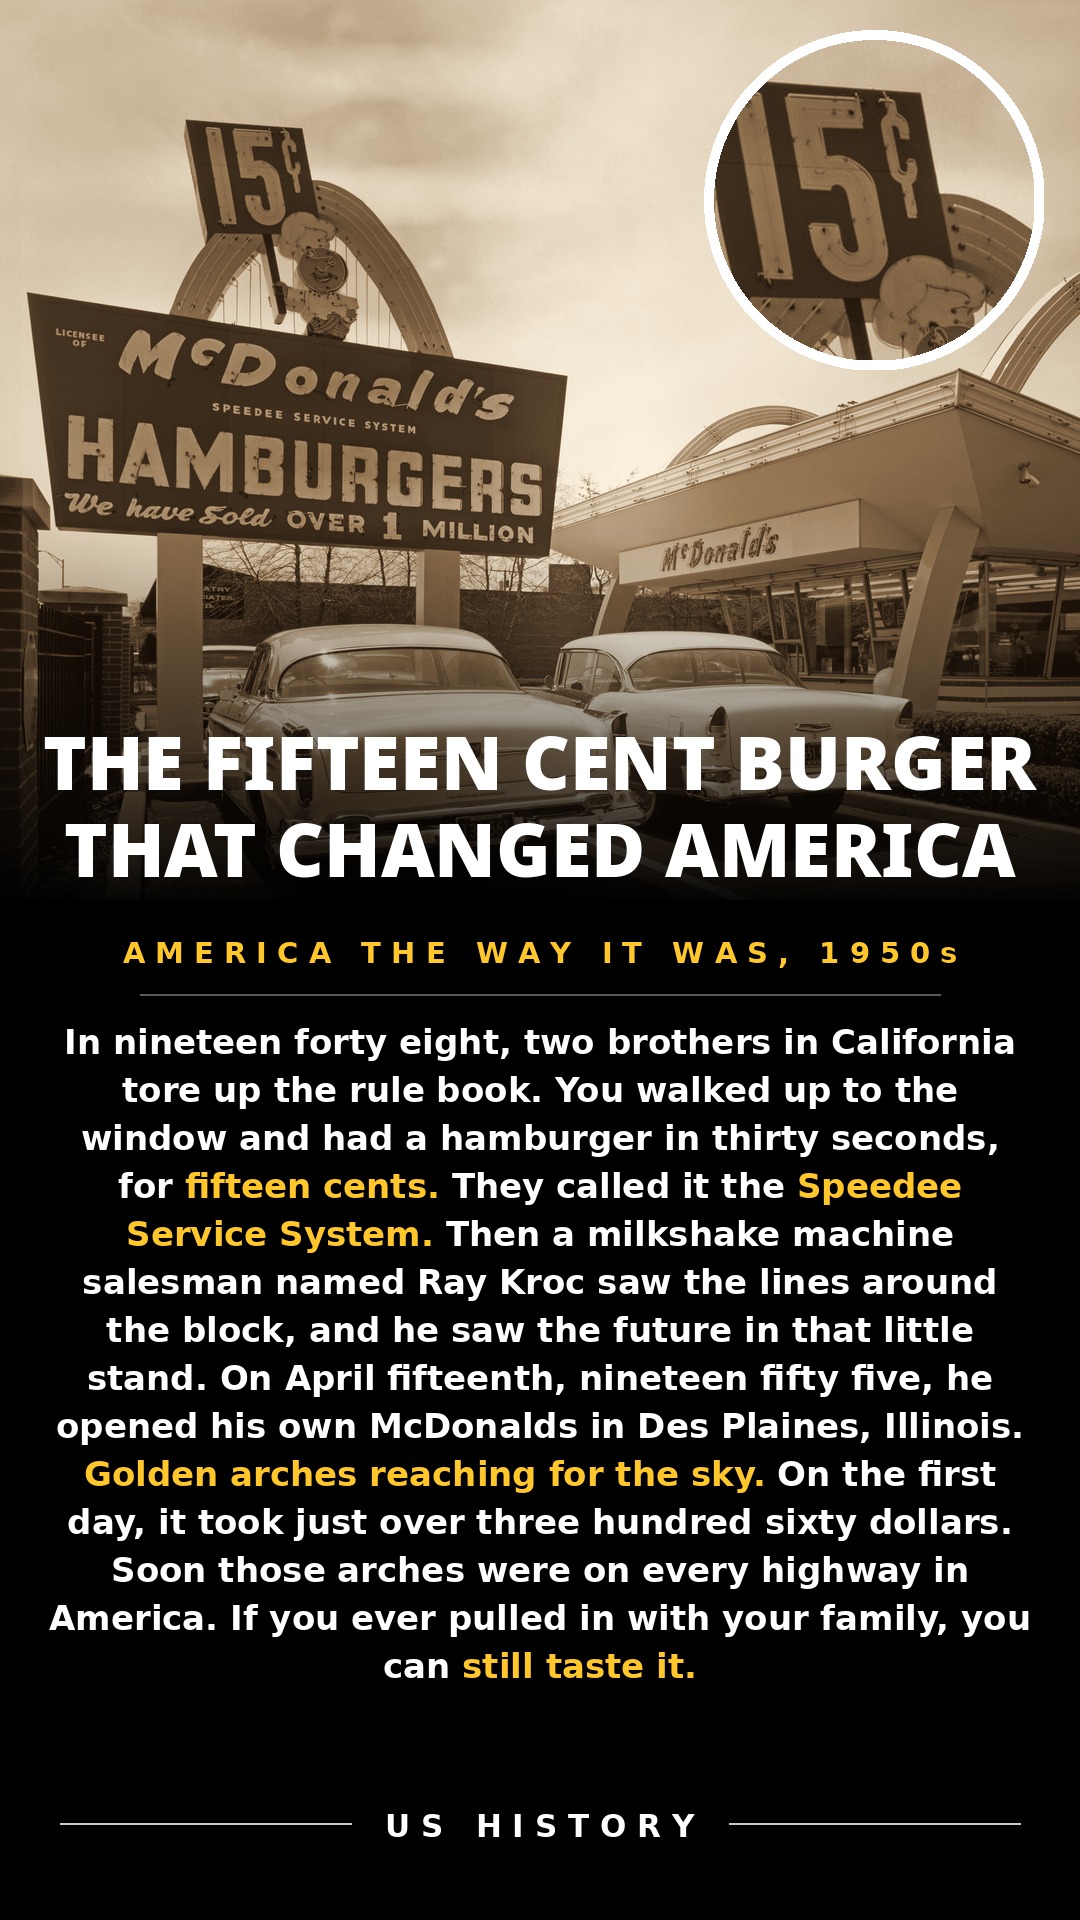 15¢
15¢
LICENSEE
OF
McDonald's
SPEEDEE SERVICE SYSTEM
HAMBURGERS
We have Sold OVER 1 MILLION
McDonald's
THE FIFTEEN CENT BURGER
THAT CHANGED AMERICA
AMERICA THE WAY IT WAS, 1950s
In nineteen forty eight, two brothers in California
tore up the rule book. You walked up to the
window and had a hamburger in thirty seconds,
for fifteen cents. They called it the Speedee
Service System. Then a milkshake machine
salesman named Ray Kroc saw the lines around
the block, and he saw the future in that little
stand. On April fifteenth, nineteen fifty five, he
opened his own McDonalds in Des Plaines, Illinois.
Golden arches reaching for the sky. On the first
day, it took just over three hundred sixty dollars.
Soon those arches were on every highway in
America. If you ever pulled in with your family, you
can still taste it.
US HISTORY